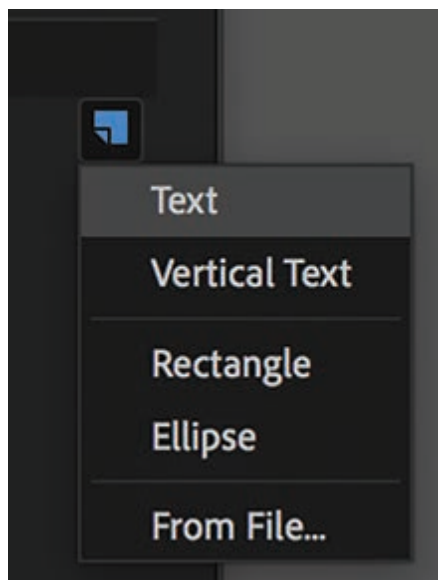 Text
Vertical Text
Rectangle
Ellipse
From File...